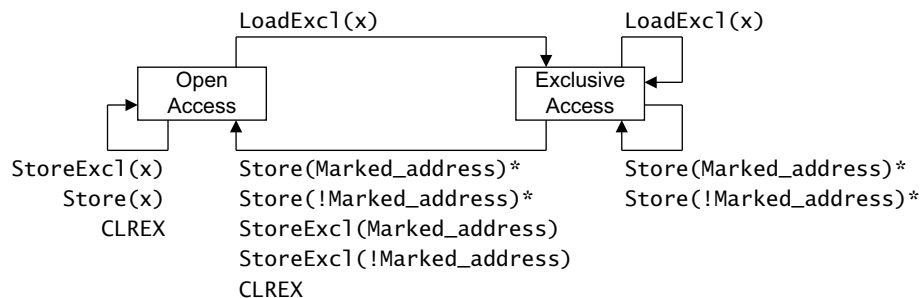 LoadExcl(x)
LoadExcl(x)
Open
Access
Exclusive
Access
StoreExcl(x)
Store(x)
CLREX
Store(Marked_address)*
Store(!Marked_address)*
StoreExcl(Marked_address)
StoreExcl(!Marked_address)
CLREX
Store(Marked_address)*
Store(!Marked_address)*